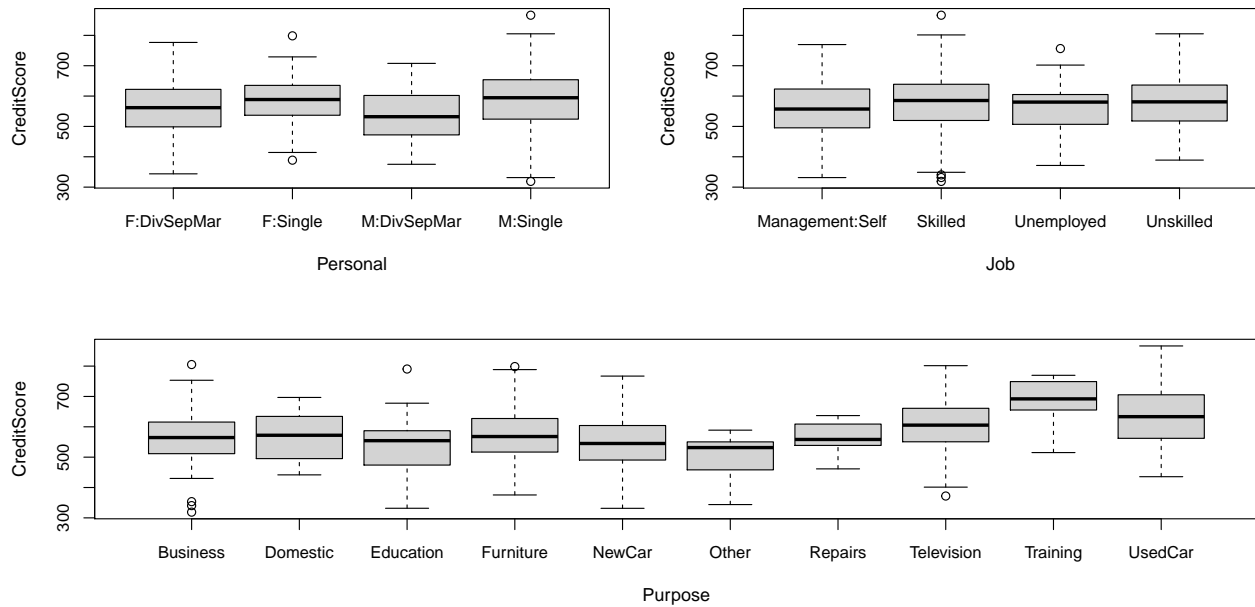 CreditScore
700
500
300
F:DivSepMar F:Single M:DivSepMar M:Single
Personal
CreditScore
700
500
300
Management:Self Skilled Unemployed Unskilled
Job
CreditScore
700
500
300
Business Domestic Education Furniture NewCar Other Repairs Television Training UsedCar
Purpose